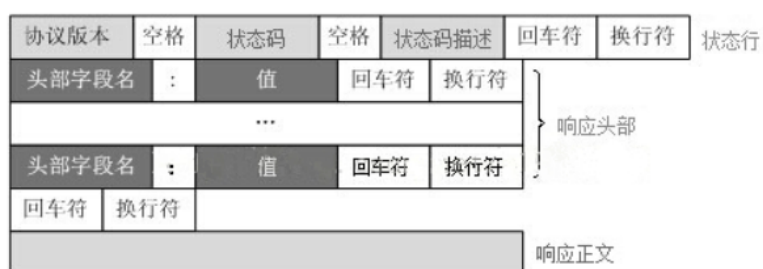 协议版本 空格 状态码 空格 状态码描述 回车符 换行符 状态行
头部字段名 : 值 回车符 换行符
... 响应头部
头部字段名 : 值 回车符 换行符
回车符 换行符
响应正文